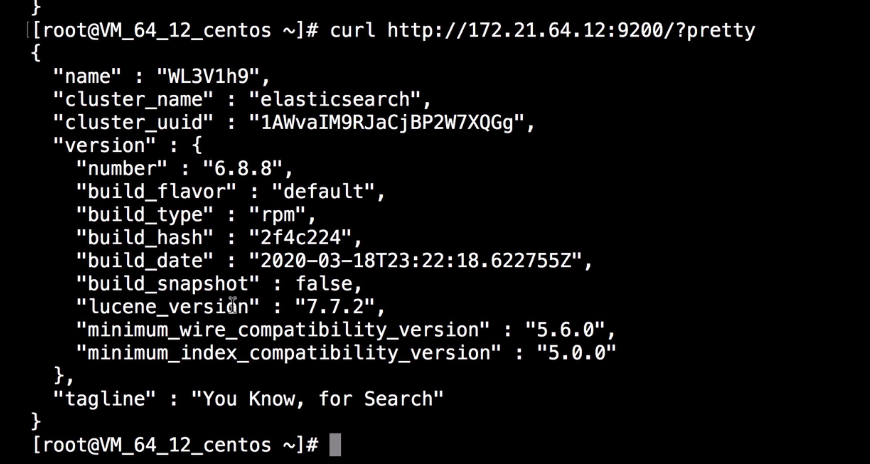 }
[root@VM_64_12_centos ~]# curl http://172.21.64.12:9200/?pretty
{
  "name" : "WL3V1h9",
  "cluster_name" : "elasticsearch",
  "cluster_uuid" : "1AWvaIM9RJaCjBP2W7XQGg",
  "version" : {
    "number" : "6.8.8",
    "build_flavor" : "default",
    "build_type" : "rpm",
    "build_hash" : "2f4c224",
    "build_date" : "2020-03-18T23:22:18.622755Z",
    "build_snapshot" : false,
    "lucene_version" : "7.7.2",
    "minimum_wire_compatibility_version" : "5.6.0",
    "minimum_index_compatibility_version" : "5.0.0"
  },
  "tagline" : "You Know, for Search"
}
[root@VM_64_12_centos ~]#